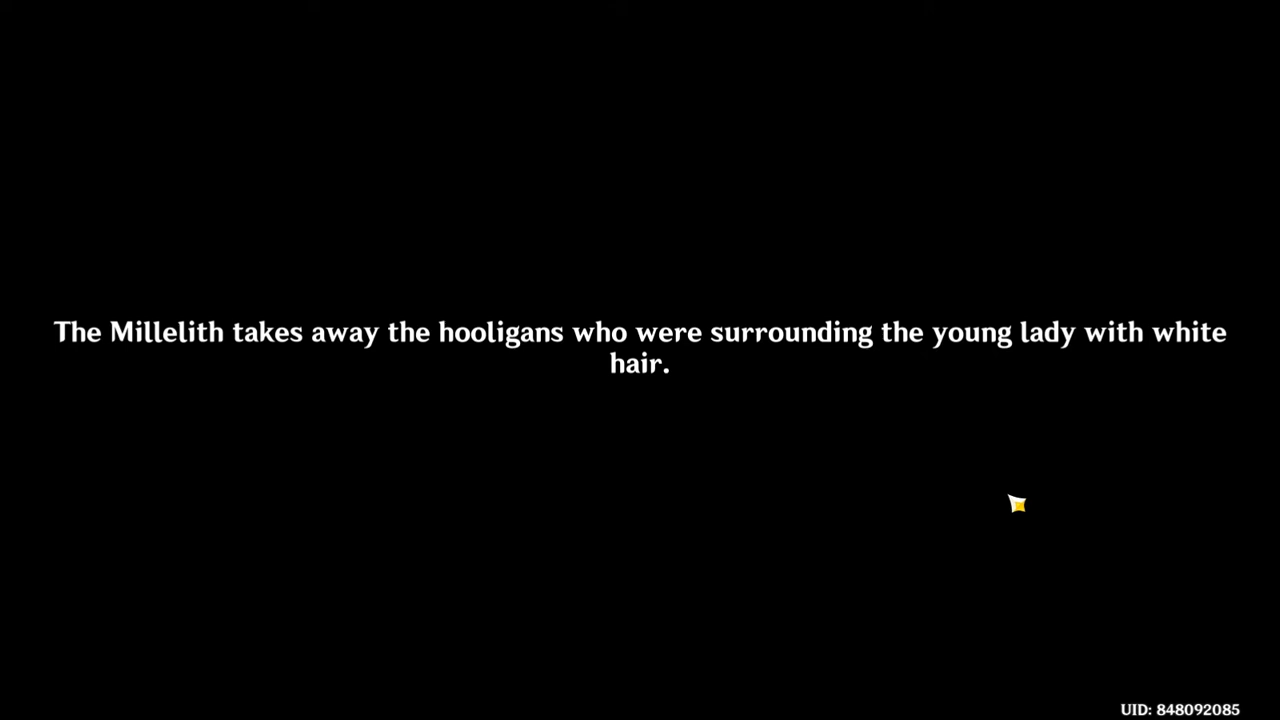 The Millelith takes away the hooligans who were surrounding the young lady with white
hair.
UID: 848092085